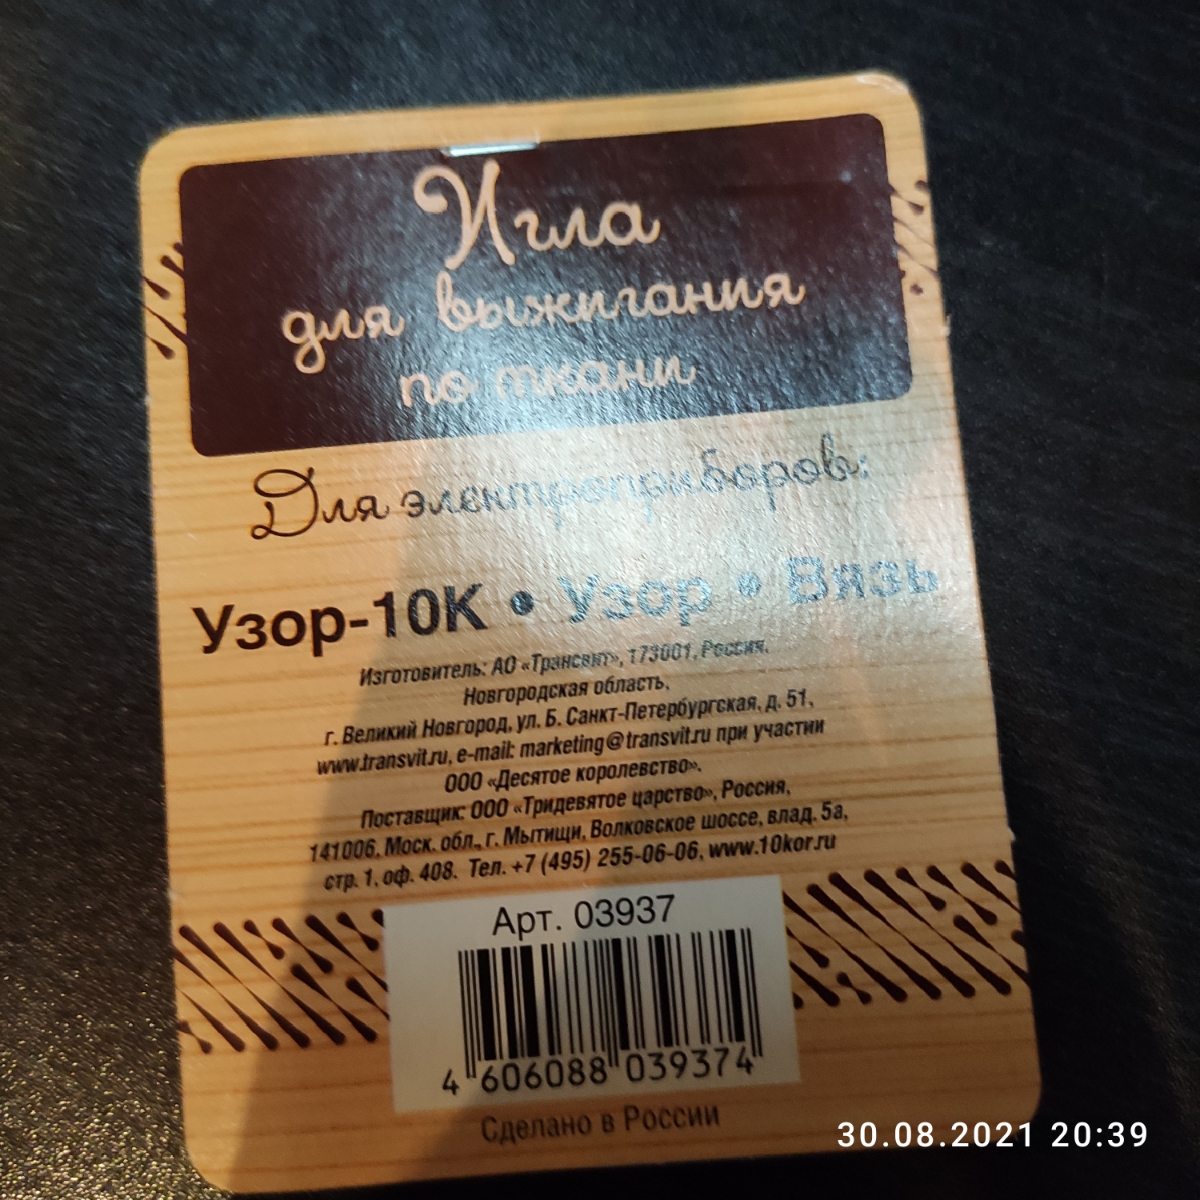 Игла
для выжигания
по ткани
Для электроприборов:
Узор-10К • Узор • Вязь
Изготовитель: АО «Трансвит», 173001, Россия,
Новгородская область,
г. Великий Новгород, ул. Б. Санкт-Петербургская, д. 51,
www.transvit.ru, e-mail: marketing@transvit.ru при участии
ООО «Десятое королевство».
Поставщик: ООО «Тридевятое царство», Россия,
141006, Моск. обл., г. Мытищи, Волковское шоссе, влад. 5а,
стр. 1, оф. 408. Тел. +7 (495) 255-06-06, www.10kor.ru
Арт. 03937
4 606088 039374
Сделано в России
30.08.2021 20:39